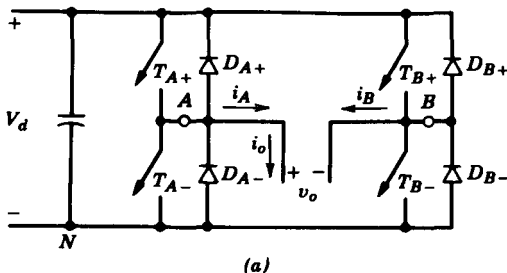 +
T_{A+} D_{A+} T_{B+} D_{B+}
A i_A i_B B
V_d i_o
+ −
T_{A−} D_{A−} v_o T_{B−} D_{B−}
−
N
(a)